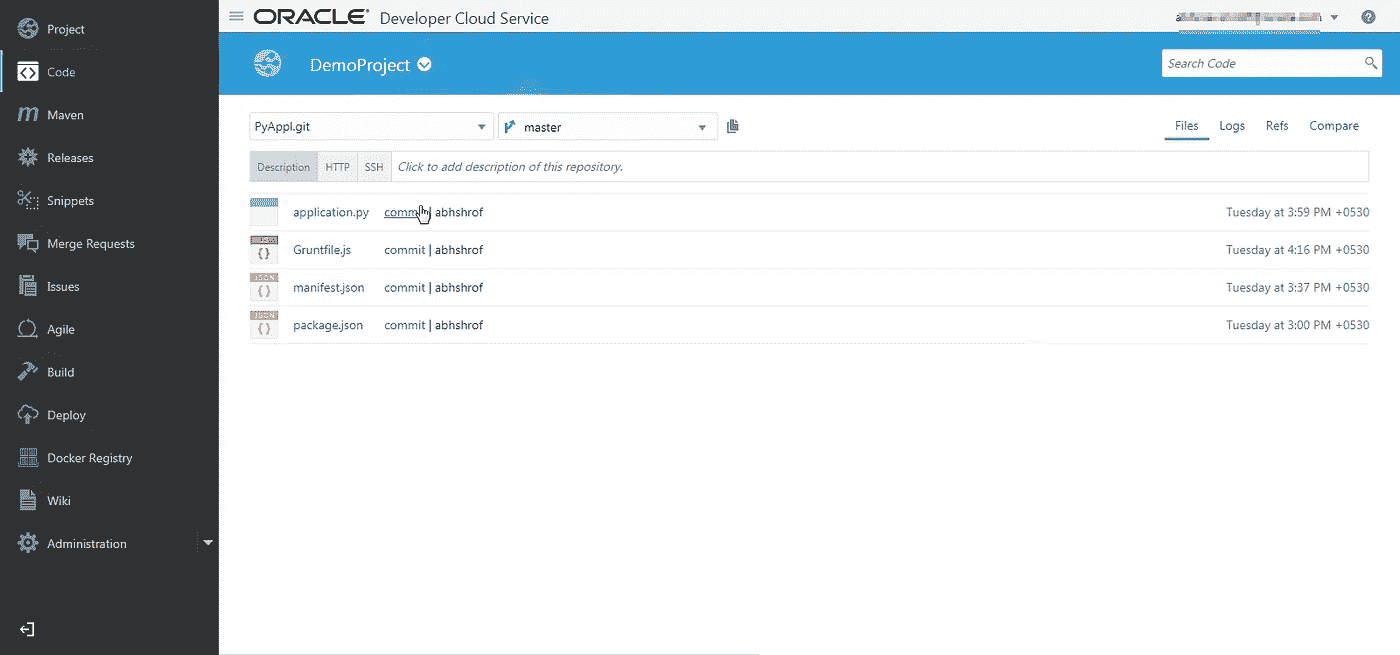 Project
Code
Maven
Releases
Snippets
Merge Requests
Issues
Agile
Build
Deploy
Docker Registry
Wiki
Administration
ORACLE® Developer Cloud Service
DemoProject
Search Code
PyAppl.git master
Files Logs Refs Compare
Description HTTP SSH Click to add description of this repository.
application.py | abhshrof Tuesday at 3:59 PM +0530
Gruntfile.js commit | abhshrof Tuesday at 4:16 PM +0530
JSON
manifest.json commit | abhshrof Tuesday at 3:37 PM +0530
JSON
package.json commit | abhshrof Tuesday at 3:00 PM +0530